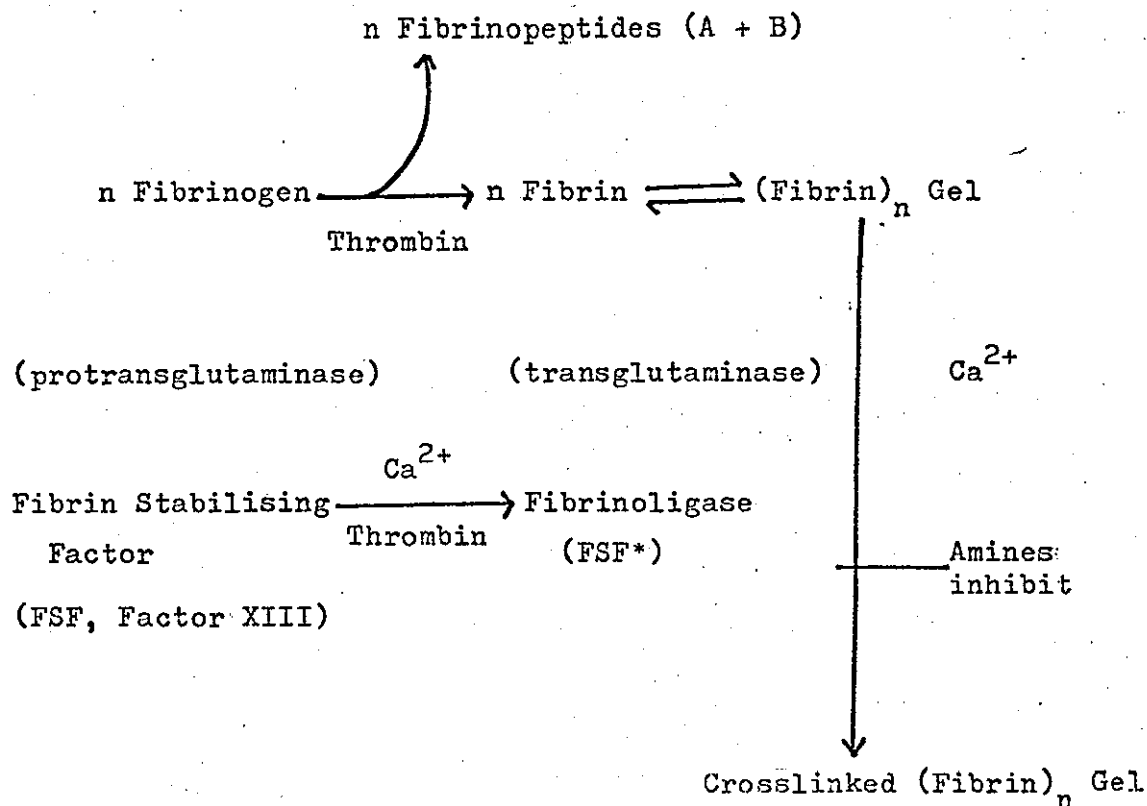 n Fibrinopeptides (A + B)
n Fibrinogen n Fibrin (Fibrin)n Gel
Thrombin
(protransglutaminase) (transglutaminase) Ca2+
Ca2+
Fibrin Stabilising Fibrinoligase
Thrombin
Factor (FSF*) Amines
inhibit
(FSF, Factor XIII)
Crosslinked (Fibrin)n Gel